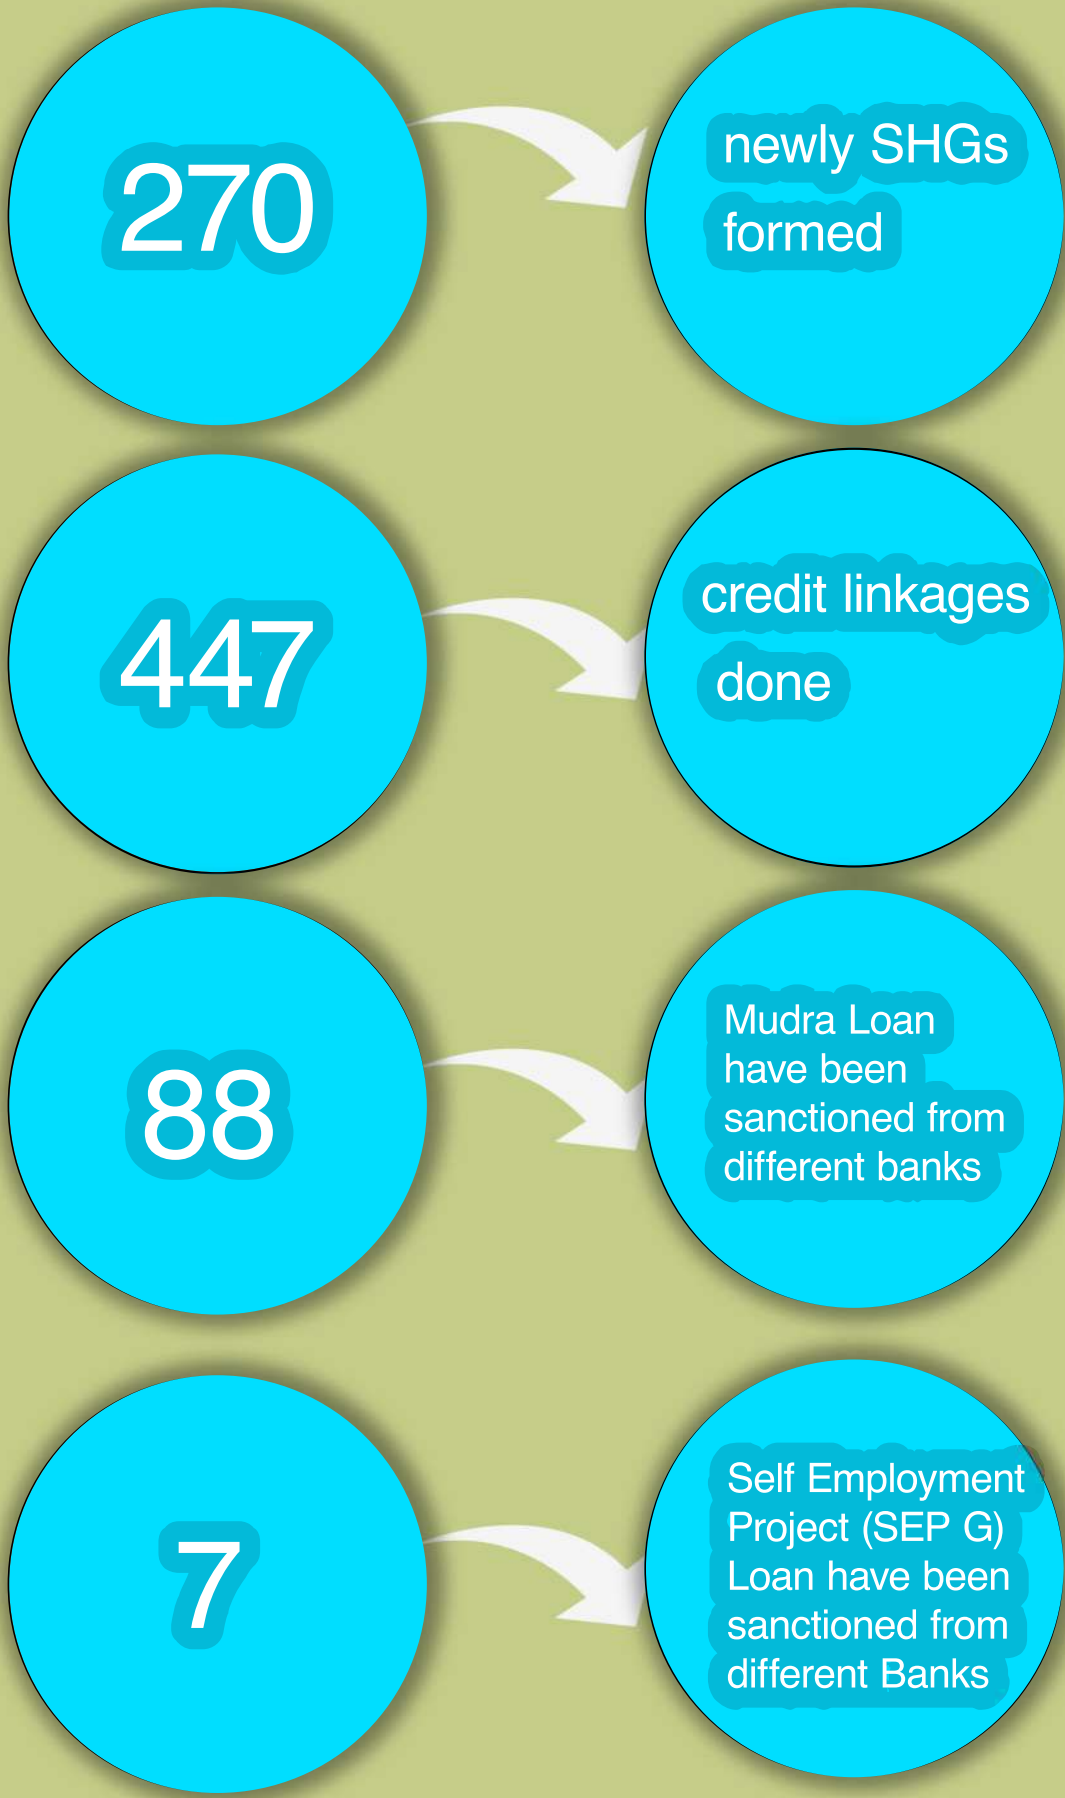 270
newly SHGs
formed
447
credit linkages
done
88
Mudra Loan
have been
sanctioned from
different banks
7
Self Employment
Project (SEP G)
Loan have been
sanctioned from
different Banks